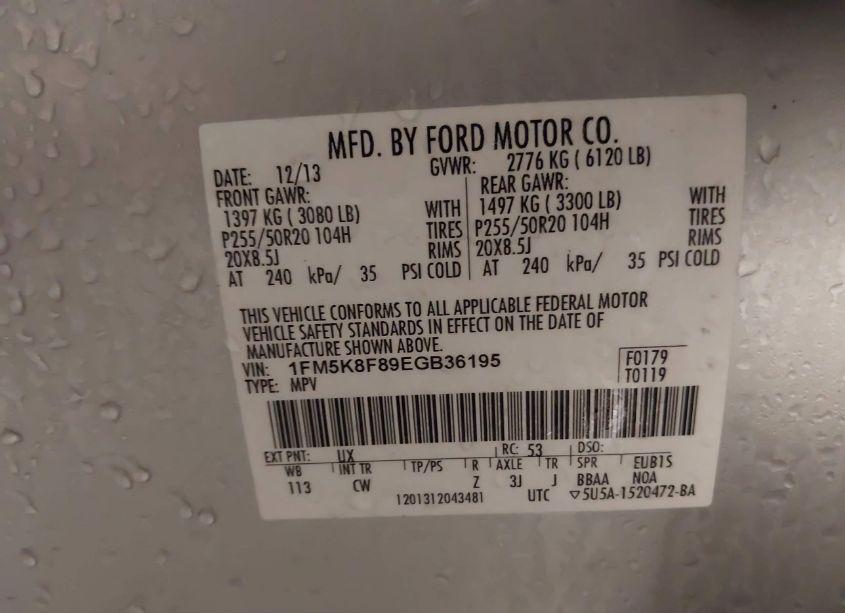 MFD. BY FORD MOTOR CO.
DATE: 12/13 GVWR: 2776 KG ( 6120 LB)
FRONT GAWR: REAR GAWR:
1397 KG ( 3080 LB) WITH 1497 KG ( 3300 LB) WITH
P255/50R20 104H TIRES P255/50R20 104H TIRES
20X8.5J RIMS 20X8.5J RIMS
AT 240 kPa/ 35 PSI COLD AT 240 kPa/ 35 PSI COLD
THIS VEHICLE CONFORMS TO ALL APPLICABLE FEDERAL MOTOR
VEHICLE SAFETY STANDARDS IN EFFECT ON THE DATE OF
MANUFACTURE SHOWN ABOVE.
VIN: 1FM5K8F89EGB36195 F0179
TYPE: MPV T0119
EXT PNT: UX RC: 53 DSO:
WB INT TR TP/PS R AXLE TR SPR EUB1S
113 CW Z 3J J BBAA NOA
1201312043481 UTC ▽5U5A-1520472-BA